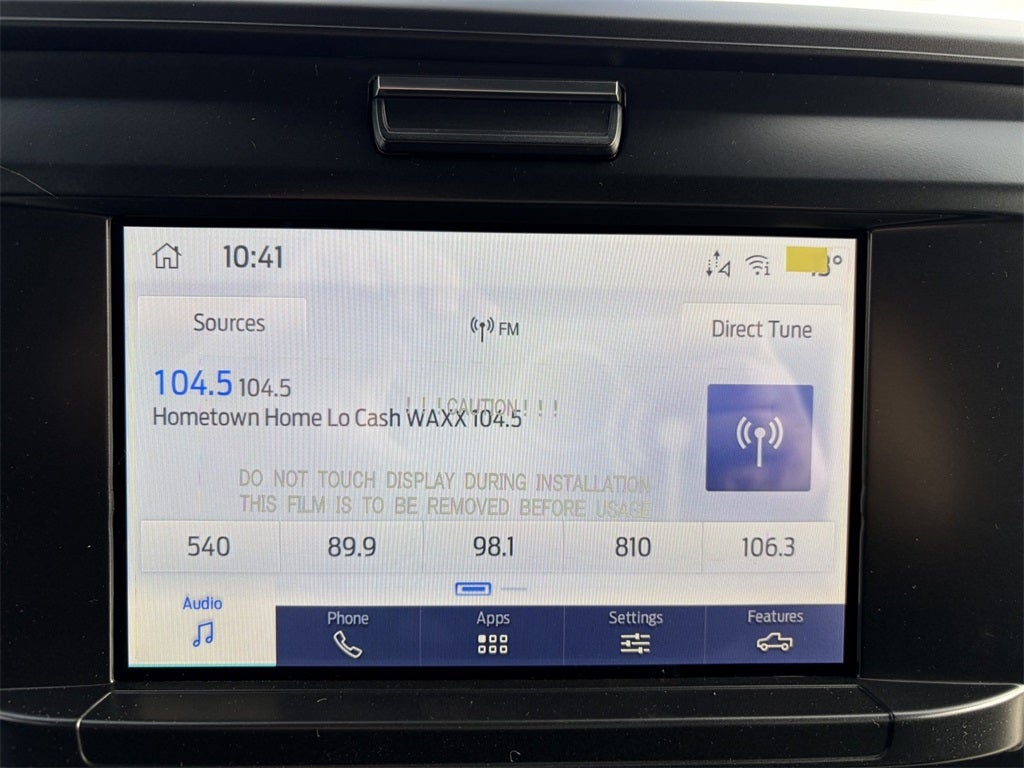 10:41
Sources
FM
Direct Tune
104.5 104.5
! ! ! CAUTION ! ! !
Hometown Home Lo Cash WAXX 104.5
DO NOT TOUCH DISPLAY DURING INSTALLATION
THIS FILM IS TO BE REMOVED BEFORE USAGE
540 89.9 98.1 810 106.3
Audio Phone Apps Settings Features